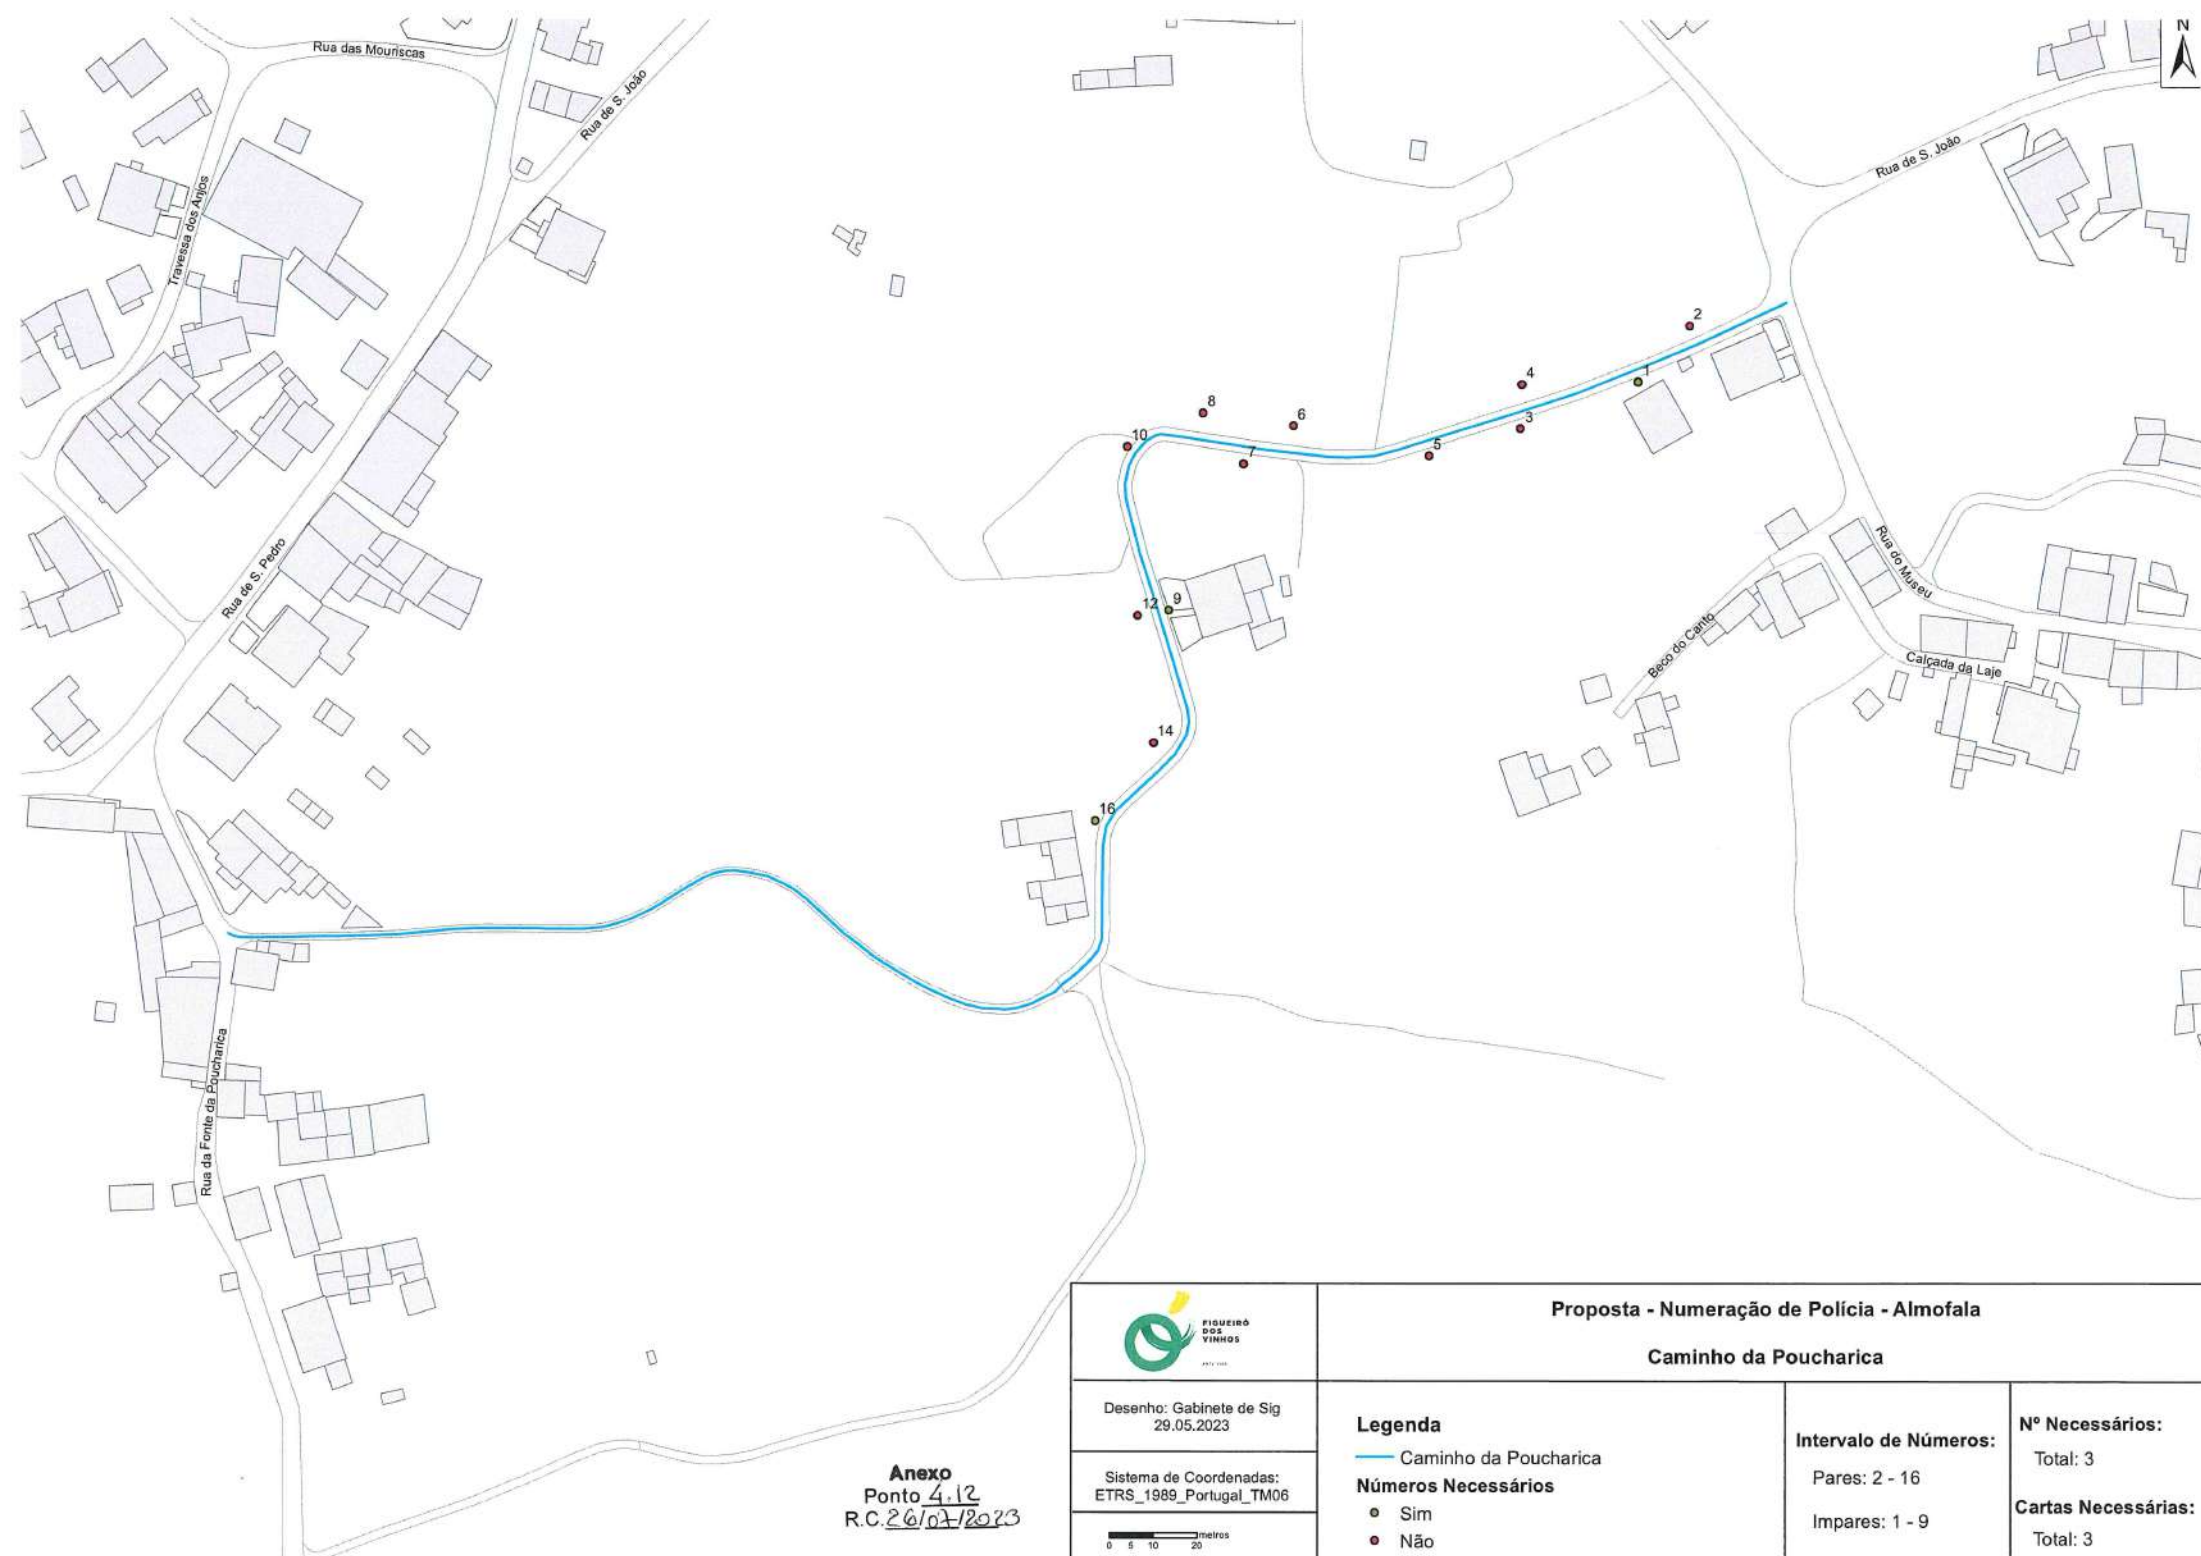 N
Rua das Mouriscas
Rua de S. João
Rua de S. João
Travessa dos Anjos
2
4
1
8
6
3
10
5
7
Rua de S. Pedro
Rua do Museu
12
9
Beco do Canto
Calçada da Laje
14
16
Rua da Fonte da Poucharica
FIGUEIRÓ
DOS
VINHOS
Proposta - Numeração de Polícia - Almofala
Caminho da Poucharica
Desenho: Gabinete de Sig
29.05.2023
Sistema de Coordenadas:
ETRS_1989_Portugal_TM06
metros
0 5 10 20
Legenda
Caminho da Poucharica
Números Necessários
Sim
Não
Intervalo de Números:
Pares: 2 - 16
Impares: 1 - 9
Nº Necessários:
Total: 3
Cartas Necessárias:
Total: 3
Anexo
Ponto 4.12
R.C. 26/07/2023